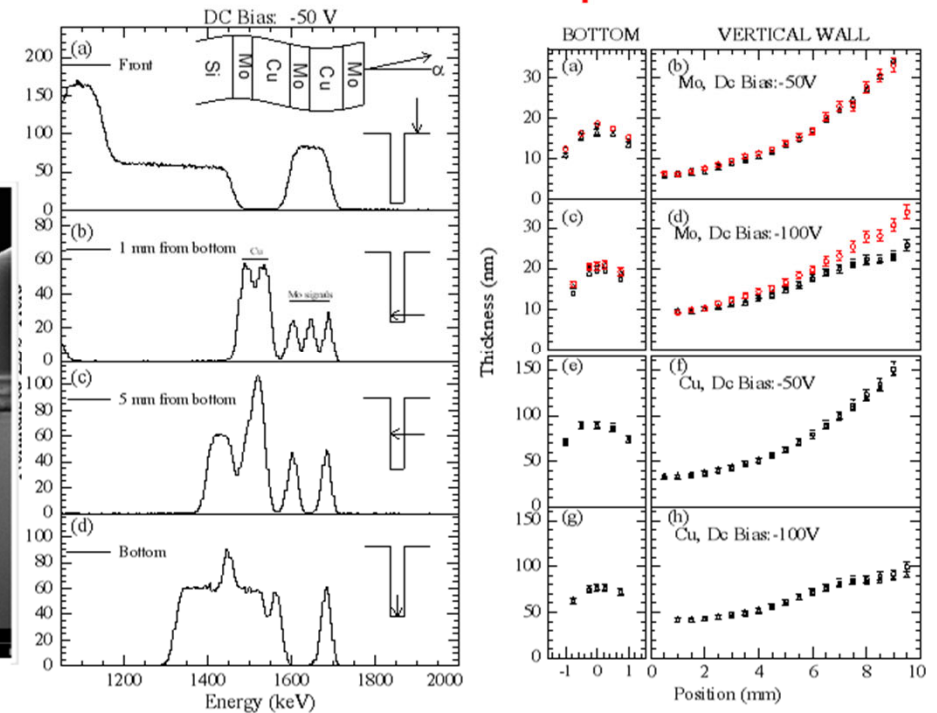 DC Bias: -50 V
(a)
Front
Si
Mo
Cu
Mo
Cu
Mo
α
200
150
100
50
0
(b)
1 mm from bottom
Cu
Mo signals
80
60
40
20
0
(c)
5 mm from bottom
100
80
60
40
20
0
(d)
Bottom
100
80
60
40
20
0
1200 1400 1600 1800 2000
Energy (keV)
BOTTOM VERTICAL WALL
Thickness (nm)
(a)
(b)
Mo, Dc Bias:-50V
30
20
10
0
(c)
(d)
Mo, Dc Bias:-100V
30
20
10
0
(e)
(f)
Cu, Dc Bias:-50V
150
100
50
0
(g)
(h)
Cu, Dc Bias:-100V
150
100
50
0
-1 0 1 0 2 4 6 8 10
Position (mm)